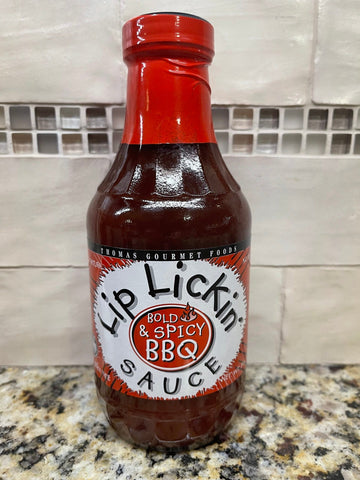 THOMAS GOURMET FOODS
Lip Lickin'
BOLD
& SPICY
BBQ
SAUCE